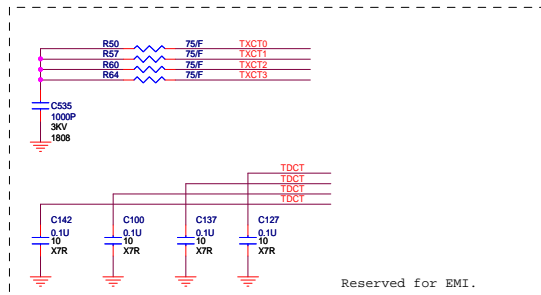 R50 75/F TXCT0
R57 75/F TXCT1
R60 75/F TXCT2
R64 75/F TXCT3
C535
1000P
3KV
1808
TDCT
TDCT
TDCT
TDCT
C142 C100 C137 C127
0.1U 0.1U 0.1U 0.1U
10 10 10 10
X7R X7R X7R X7R
Reserved for EMI.